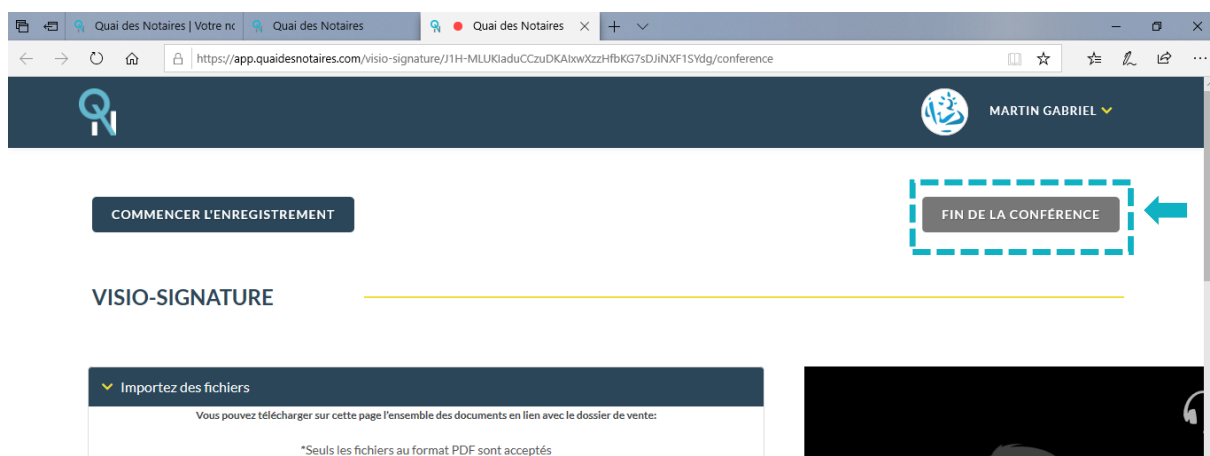 Quai des Notaires | Votre no
Quai des Notaires
Quai des Notaires
https://app.quaidesnotaires.com/visio-signature/J1H-MLUKIaduCCzuDKAIxwXzzHfbKG7sDJiNXF1SYdg/conference
QN
MARTIN GABRIEL
COMMENCER L'ENREGISTREMENT
FIN DE LA CONFÉRENCE
VISIO-SIGNATURE
Importez des fichiers
Vous pouvez télécharger sur cette page l'ensemble des documents en lien avec le dossier de vente:
*Seuls les fichiers au format PDF sont acceptés